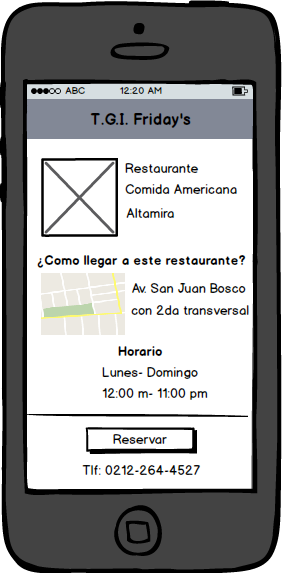 ABC 12:20 AM
T.G.I. Friday's
Restaurante
Comida Americana
Altamira
¿Como llegar a este restaurante?
Av. San Juan Bosco
con 2da transversal
Horario
Lunes- Domingo
12:00 m- 11:00 pm
Reservar
Tlf: 0212-264-4527